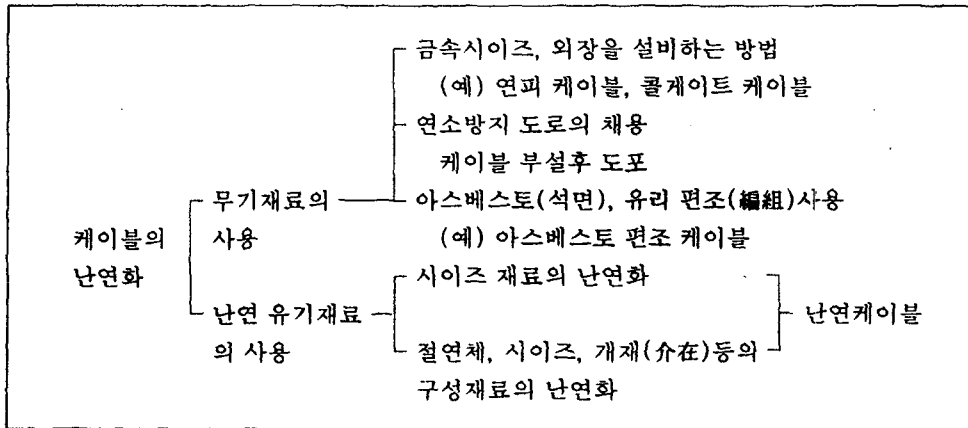 금속시이즈, 외장을 설비하는 방법
(예) 연피 케이블, 콜게이트 케이블
연소방지 도로의 채용
케이블 부설후 도포
무기재료의
사용
아스베스토(석면), 유리 편조(編組)사용
(예) 아스베스토 편조 케이블
케이블의
난연화
시이즈 재료의 난연화
난연 유기재료
의 사용
난연케이블
절연체, 시이즈, 개재(介在)등의
구성재료의 난연화